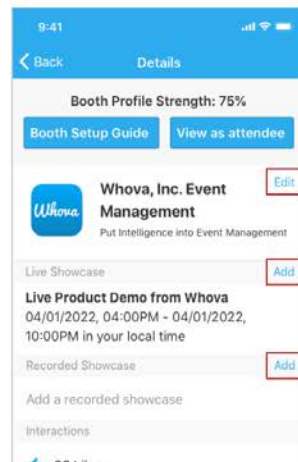 9:41
Back Details
Booth Profile Strength: 75%
Booth Setup Guide View as attendee
Whova
Whova, Inc. Event Edit
Management
Put Intelligence into Event Management
Live Showcase Add
Live Product Demo from Whova
04/01/2022, 04:00PM - 04/01/2022,
10:00PM in your local time
Recorded Showcase Add
Add a recorded showcase
Interactions